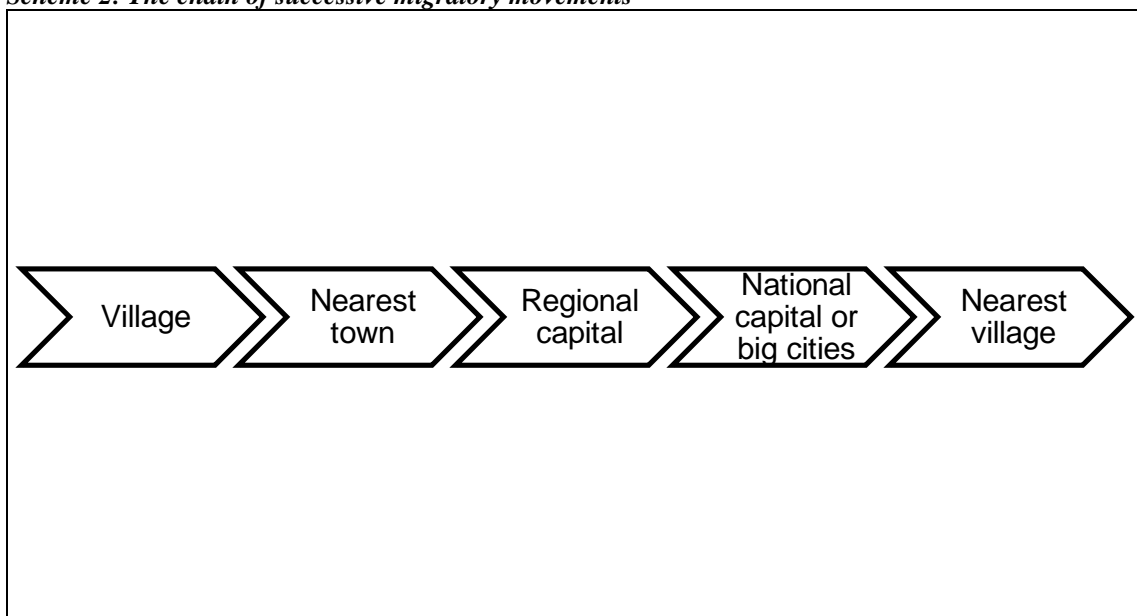 Scheme 2: The chain of successive migratory movements
Village
Nearest
town
Regional
capital
National
capital or
big cities
Nearest
village